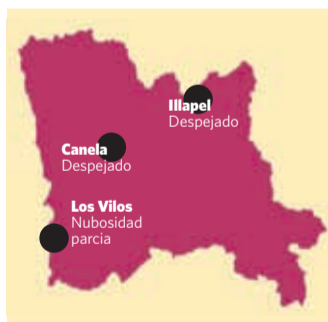 Illapel
Despejado
Canela
Despejado
Los Vilos
Nubosidad
parcia